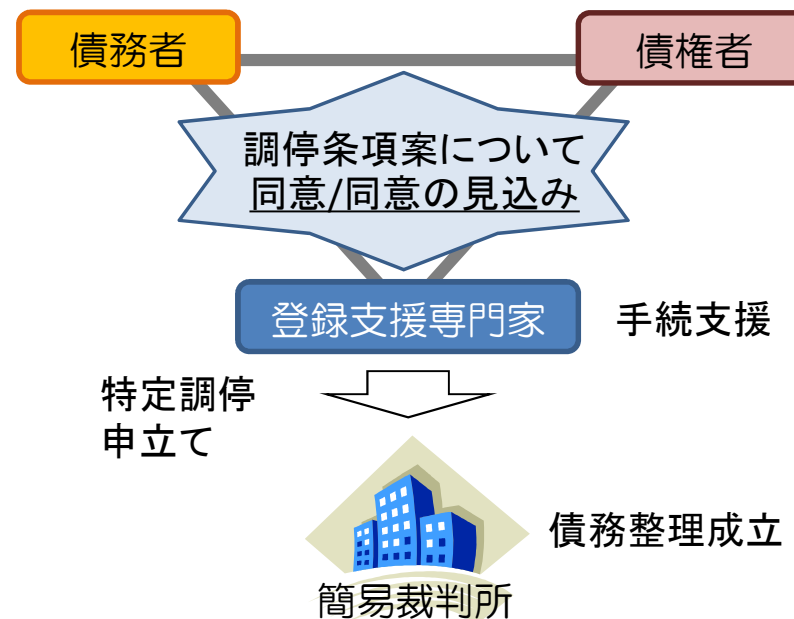 債務者
債権者
調停条項案について
同意/同意の見込み
登録支援専門家
手続支援
特定調停
申立て
債務整理成立
簡易裁判所